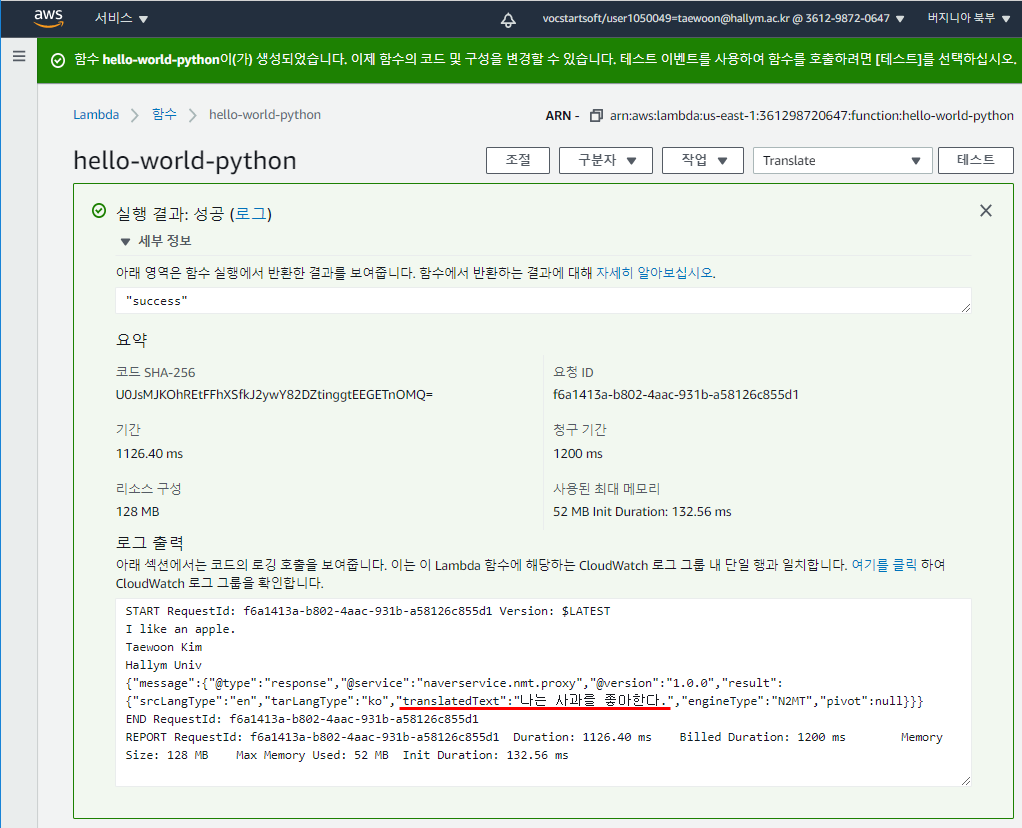 aws 서비스 vocstartsoft/user1050049=taewoon@hallym.ac.kr @ 3612-9872-0647 버지니아 북부
함수 hello-world-python이(가) 생성되었습니다. 이제 함수의 코드 및 구성을 변경할 수 있습니다. 테스트 이벤트를 사용하여 함수를 호출하려면 [테스트]를 선택하십시오.
Lambda 함수 hello-world-python ARN - arn:aws:lambda:us-east-1:361298720647:function:hello-world-python
hello-world-python 조절 구분자 작업 Translate 테스트
실행 결과: 성공 (로그)
세부 정보
아래 영역은 함수 실행에서 반환한 결과를 보여줍니다. 함수에서 반환하는 결과에 대해 자세히 알아보십시오.
"success"
요약
코드 SHA-256
U0JsMJKOhREtFFhXSfkJ2ywY82DZtinggtEEGETnOMQ=
요청 ID
f6a1413a-b802-4aac-931b-a58126c855d1
기간
1126.40 ms
청구 기간
1200 ms
리소스 구성
128 MB
사용된 최대 메모리
52 MB Init Duration: 132.56 ms
로그 출력
아래 섹션에서는 코드의 로깅 호출을 보여줍니다. 이는 이 Lambda 함수에 해당하는 CloudWatch 로그 그룹 내 단일 행과 일치합니다. 여기를 클릭 하여
CloudWatch 로그 그룹을 확인합니다.
START RequestId: f6a1413a-b802-4aac-931b-a58126c855d1 Version: $LATEST
I like an apple.
Taewoon Kim
Hallym Univ
{"message":{"@type":"response","@service":"naverservice.nmt.proxy","@version":"1.0.0","result":
{"srcLangType":"en","tarLangType":"ko","translatedText":"나는 사과를 좋아한다.","engineType":"N2MT","pivot":null}}}
END RequestId: f6a1413a-b802-4aac-931b-a58126c855d1
REPORT RequestId: f6a1413a-b802-4aac-931b-a58126c855d1 Duration: 1126.40 ms Billed Duration: 1200 ms Memory
Size: 128 MB Max Memory Used: 52 MB Init Duration: 132.56 ms